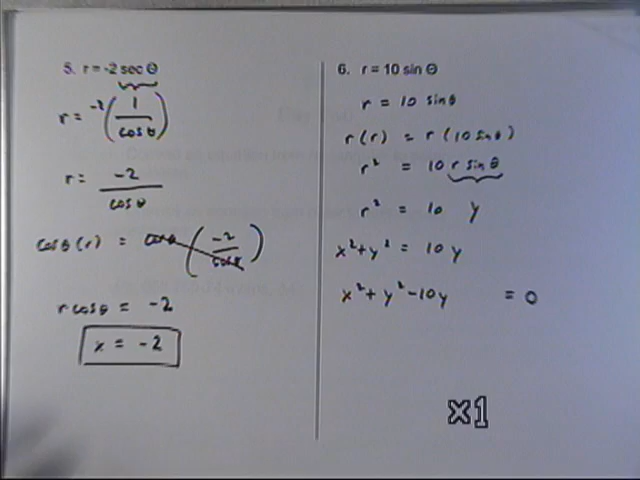 5. r = -2 sec Θ
r = -2 ( 1 / cos θ )
r = -2 / cos θ
cos θ (r) = cos θ ( -2 / cos θ )
r cos θ = -2
x = -2
6. r = 10 sin Θ
r = 10 sin θ
r (r) = r (10 sin θ)
r² = 10 r sin θ
r² = 10 y
x² + y² = 10 y
x² + y² - 10y = 0
x1